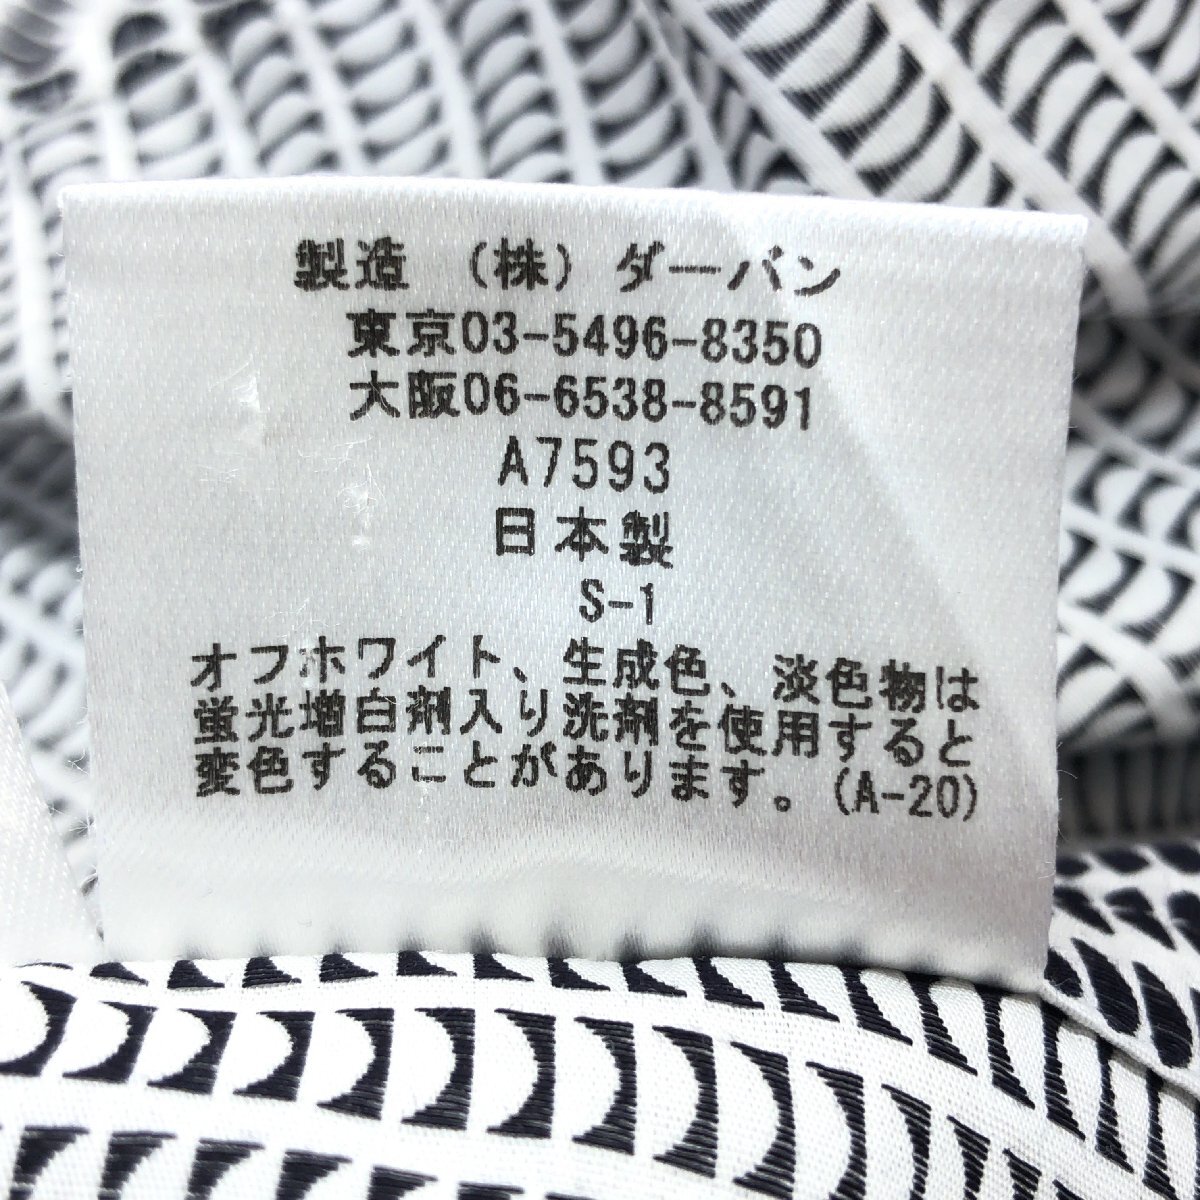 製造 (株) ダーバン
東京03-5496-8350
大阪06-6538-8591
A7593
日本製
S-1
オフホワイト、生成色、淡色物は
蛍光増白剤入り洗剤を使用すると
変色することがあります。(A-20)